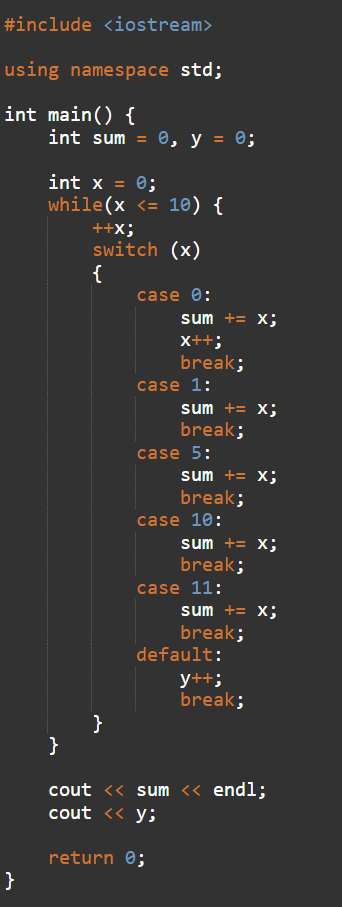 #include <iostream>
using namespace std;
int main() {
    int sum = 0, y = 0;
    int x = 0;
    while(x <= 10) {
        ++x;
        switch (x)
        {
            case 0:
                sum += x;
                x++;
                break;
            case 1:
                sum += x;
                break;
            case 5:
                sum += x;
                break;
            case 10:
                sum += x;
                break;
            case 11:
                sum += x;
                break;
            default:
                y++;
                break;
        }
    }
    cout << sum << endl;
    cout << y;
    return 0;
}